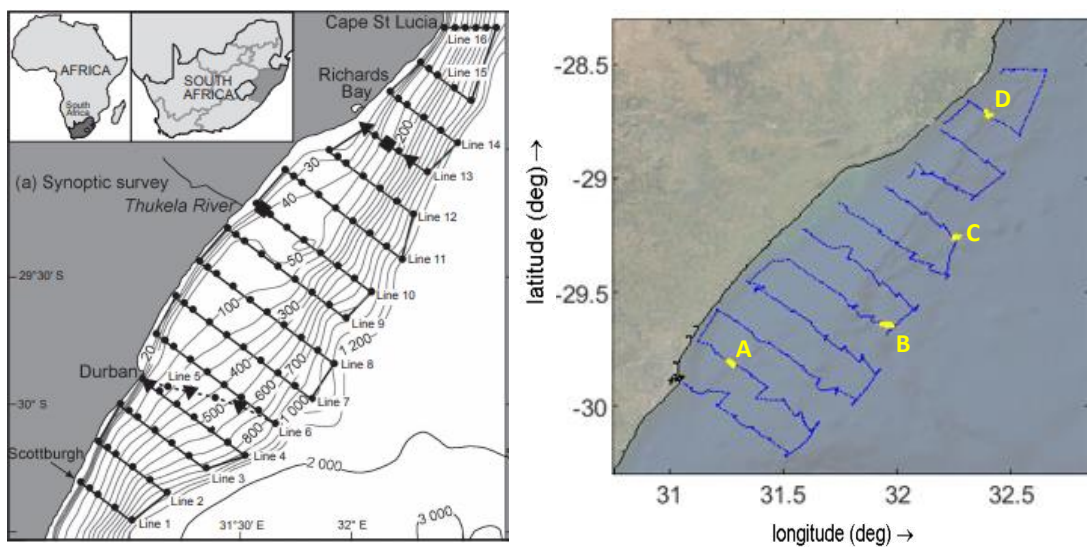 AFRICA
South
Africa
SOUTH
AFRICA
Cape St Lucia
Line 16
Line 15
Richards
Bay
200
Line 14
Line 13
30
(a) Synoptic survey
Thukela River
40
Line 12
Line 11
50
29°30' S
Line 10
100
300
Line 9
1 200
20
400
700
Line 8
Durban
Line 5
600
1 000
Line 7
30° S
500
800
Line 6
Line 4
Scottburgh
Line 3
2 000
Line 2
Line 1
31°30' E
32° E
3 000
-28.5
D
-29
C
latitude (deg) →
-29.5
B
A
-30
31
31.5
32
32.5
longitude (deg) →